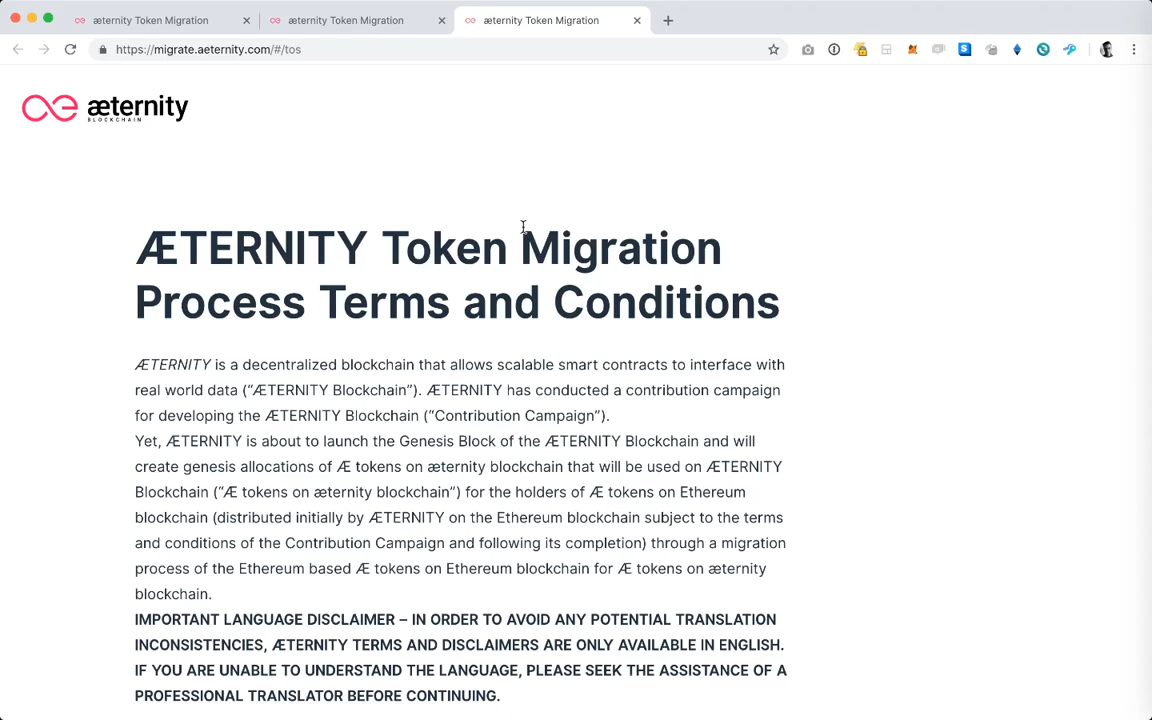 æternity Token Migration
æternity Token Migration
æternity Token Migration
https://migrate.aeternity.com/#/tos
æternity
BLOCKCHAIN
ÆTERNITY Token Migration
Process Terms and Conditions
ÆTERNITY is a decentralized blockchain that allows scalable smart contracts to interface with
real world data (“ÆTERNITY Blockchain”). ÆTERNITY has conducted a contribution campaign
for developing the ÆTERNITY Blockchain (“Contribution Campaign”).
Yet, ÆTERNITY is about to launch the Genesis Block of the ÆTERNITY Blockchain and will
create genesis allocations of Æ tokens on æternity blockchain that will be used on ÆTERNITY
Blockchain (“Æ tokens on æternity blockchain”) for the holders of Æ tokens on Ethereum
blockchain (distributed initially by ÆTERNITY on the Ethereum blockchain subject to the terms
and conditions of the Contribution Campaign and following its completion) through a migration
process of the Ethereum based Æ tokens on Ethereum blockchain for Æ tokens on æternity
blockchain.
IMPORTANT LANGUAGE DISCLAIMER – IN ORDER TO AVOID ANY POTENTIAL TRANSLATION
INCONSISTENCIES, ÆTERNITY TERMS AND DISCLAIMERS ARE ONLY AVAILABLE IN ENGLISH.
IF YOU ARE UNABLE TO UNDERSTAND THE LANGUAGE, PLEASE SEEK THE ASSISTANCE OF A
PROFESSIONAL TRANSLATOR BEFORE CONTINUING.